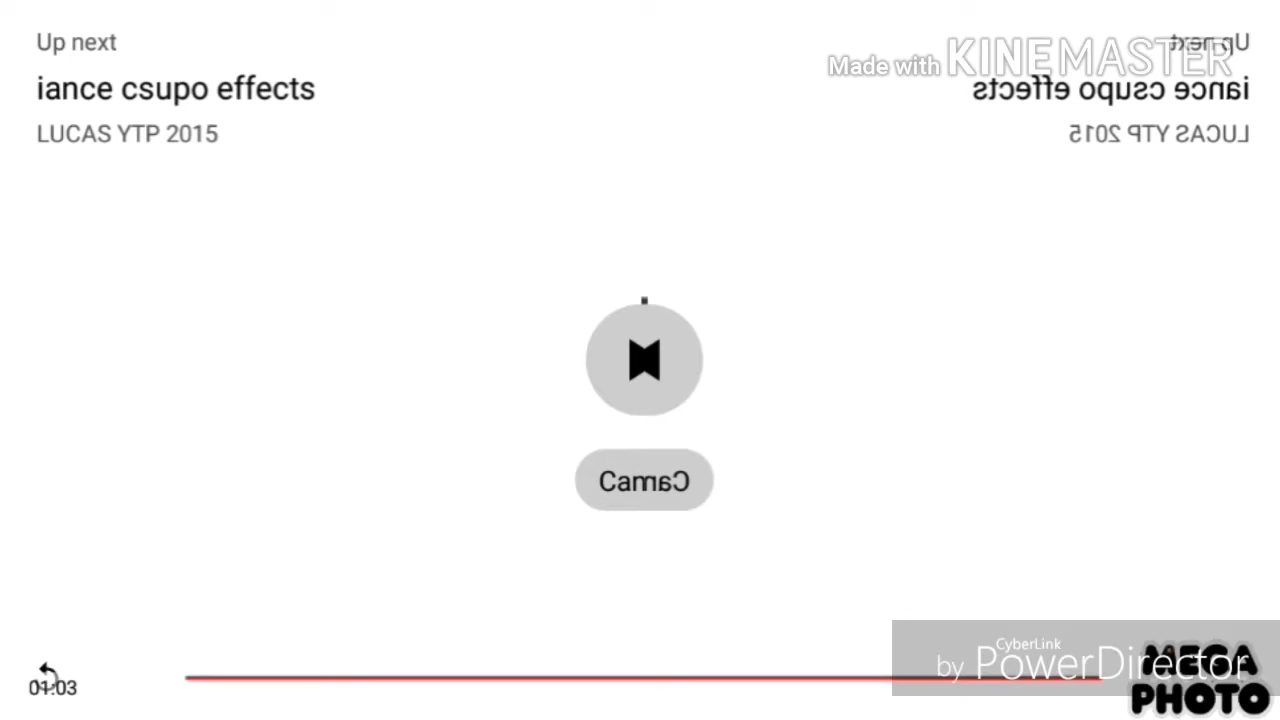 Up next
iance csupo effects
LUCAS YTP 2015
Made with KINEMASTER
Up next
iance csupo effects
LUCAS YTP 2015
CamaC
01:03
CyberLink
by PowerDirector
MEGA
PHOTO